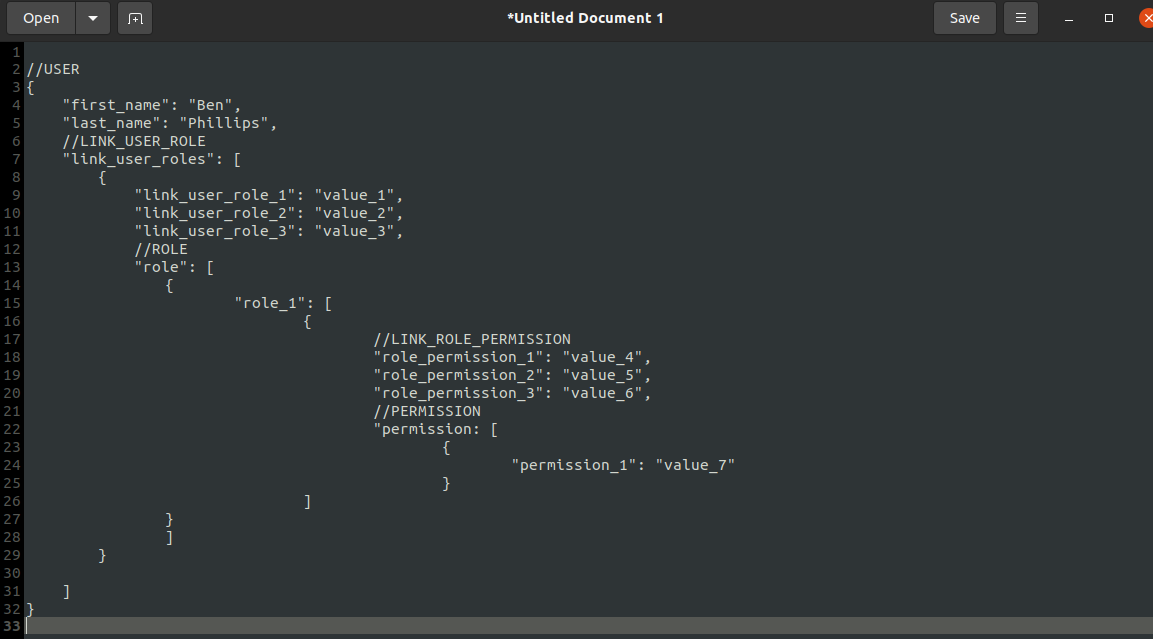 Open *Untitled Document 1 Save
1
2 //USER
3 {
4     "first_name": "Ben",
5     "last_name": "Phillips",
6     //LINK_USER_ROLE
7     "link_user_roles": [
8         {
9             "link_user_role_1": "value_1",
10             "link_user_role_2": "value_2",
11             "link_user_role_3": "value_3",
12             //ROLE
13             "role": [
14                 {
15                         "role_1": [
16                                 {
17                                         //LINK_ROLE_PERMISSION
18                                         "role_permission_1": "value_4",
19                                         "role_permission_2": "value_5",
20                                         "role_permission_3": "value_6",
21                                         //PERMISSION
22                                         "permission: [
23                                                 {
24                                                         "permission_1": "value_7"
25                                                 }
26                                 ]
27                 }
28                 ]
29         }
30
31     ]
32 }
33